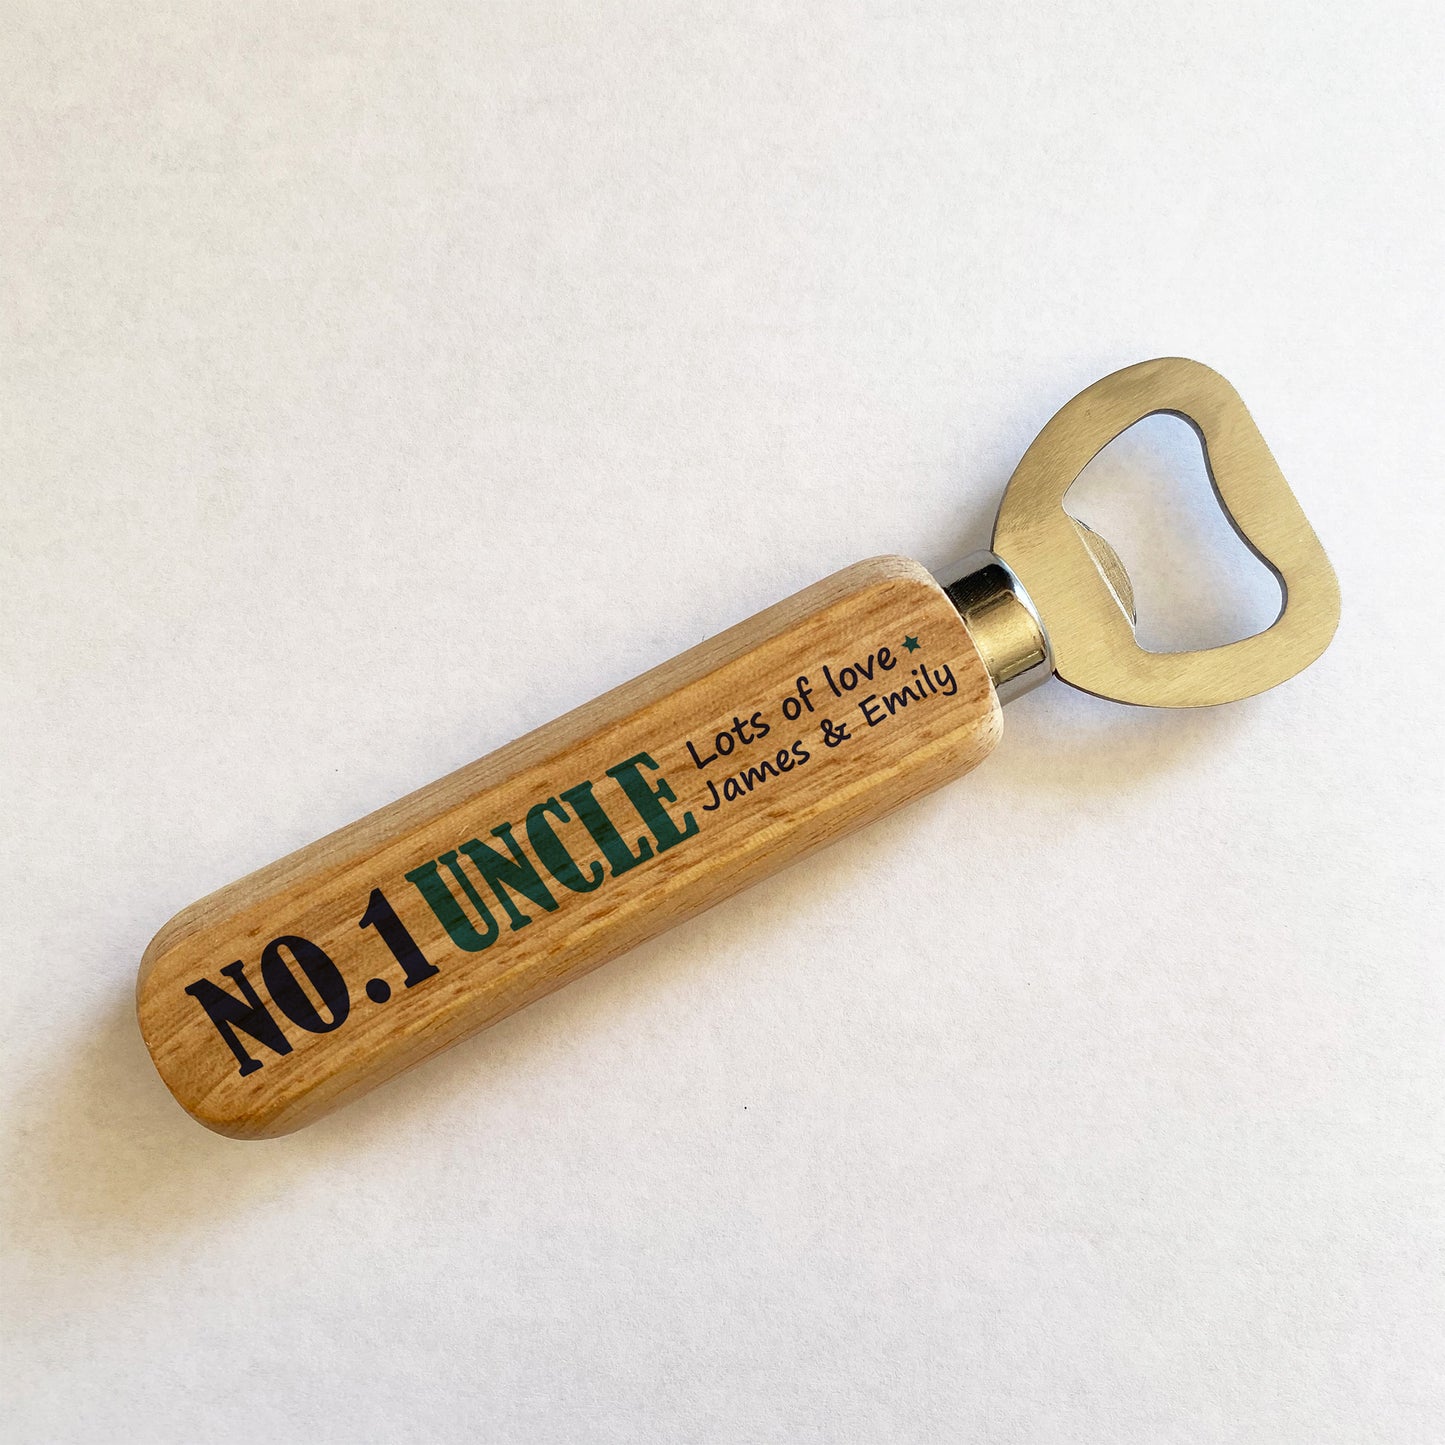 NO.1 UNCLE
Lots of love
James & Emily